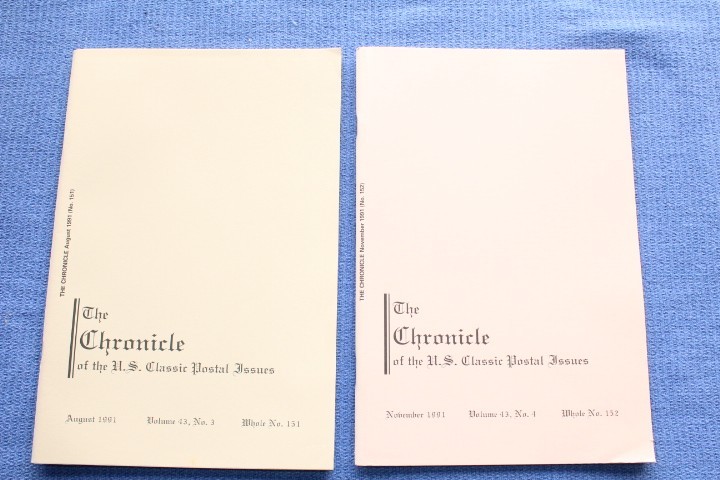 THE CHRONICLE August 1991 (No. 151)
The
Chronicle
of the U.S. Classic Postal Issues
August 1991 Volume 43, No. 3 Whole No. 151
THE CHRONICLE November 1991 (No. 152)
The
Chronicle
of the U.S. Classic Postal Issues
November 1991 Volume 43, No. 4 Whole No. 152